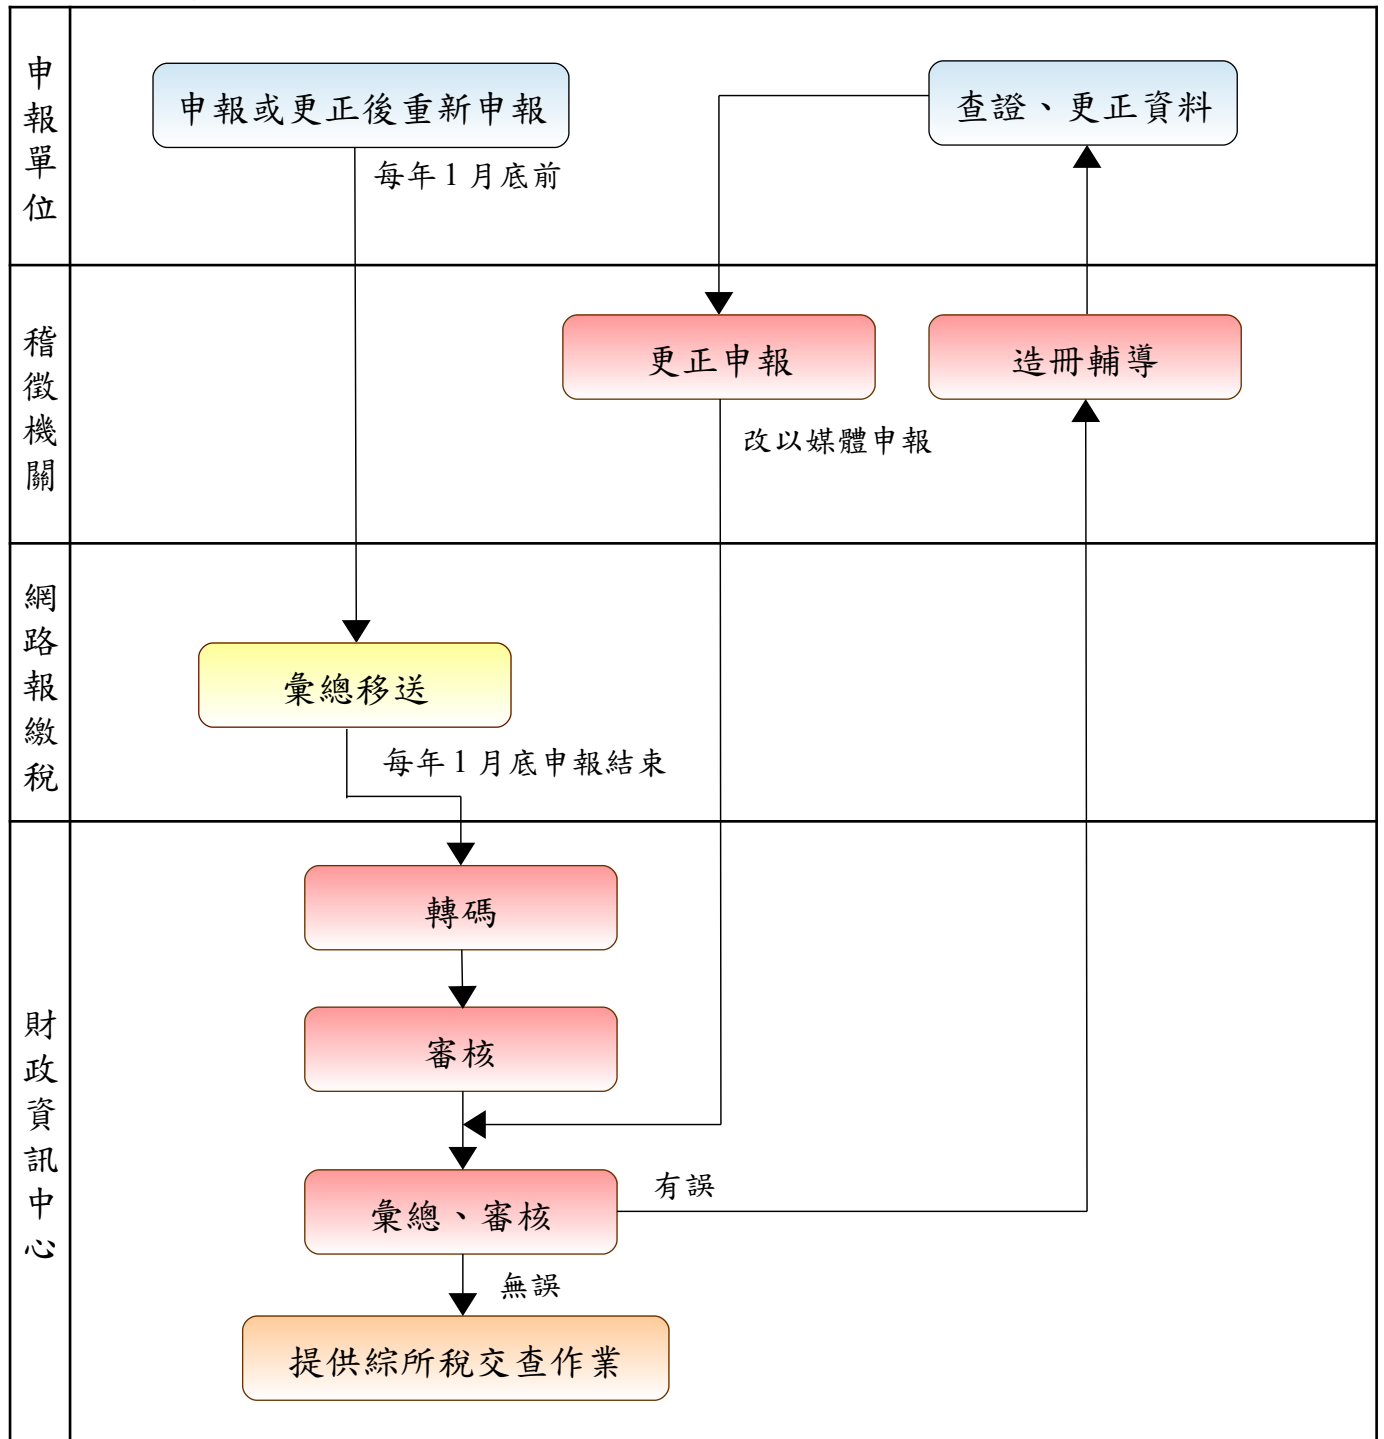 申報單位
申報或更正後重新申報
查證、更正資料
每年1月底前
稽徵機關
更正申報
造冊輔導
改以媒體申報
網路報繳稅
彙總移送
每年1月底申報結束
財政資訊中心
轉碼
審核
彙總、審核
有誤
無誤
提供綜所稅交查作業